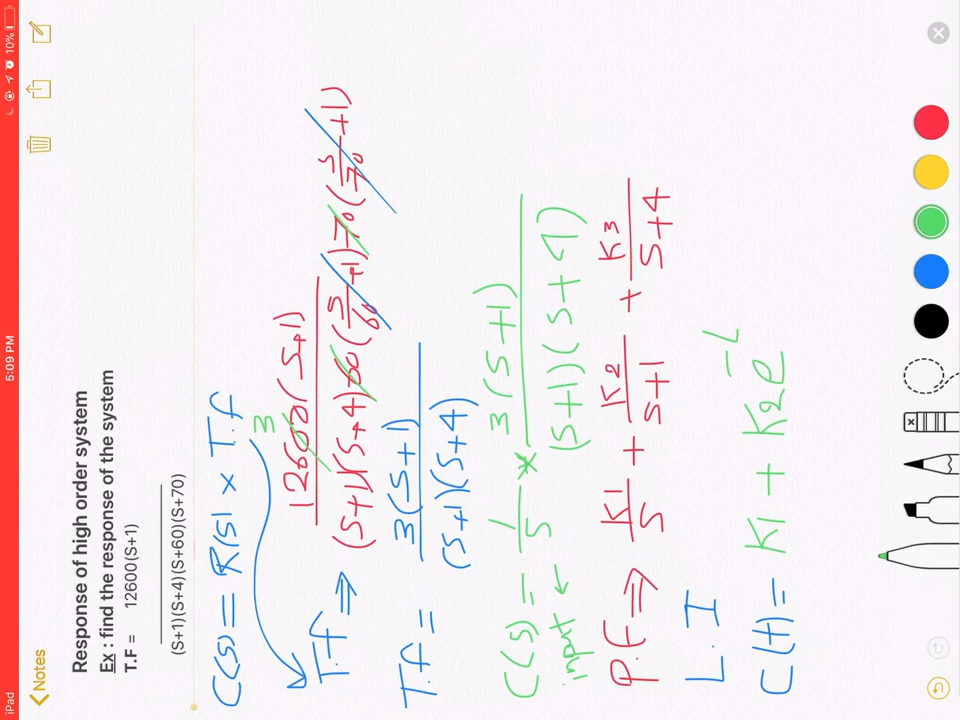 iPad
5:09 PM
10%
Notes
Response of high order system
Ex : find the response of the system
T.F = 12600(S+1)
(S+1)(S+4)(S+60)(S+70)
C(s) = R(s) × T.f
3
T.f ⇒ 12600(S+1)
(S+1)(S+4) 60 (S/60 +1) 70 (S/70 +1)
T.f = 3(S+1)
(S+1)(S+4)
C(s) = 1/S * 3(S+1)
(S+1)(S+4)
input ←
P.f ⇒ K1/S + K2/S+1 + K3/S+4
L.I
C(t) = K1 + K2e^-t